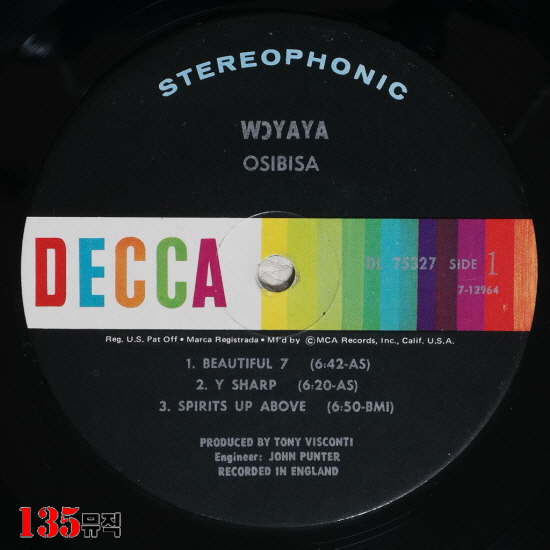 STEREOPHONIC
WƆYAYA
OSIBISA
DECCA
DL 75327 SIDE 1
7-12964
Reg. U.S. Pat Off • Marca Registrada • Mf'd by ©MCA Records, Inc., Calif. U.S.A.
1. BEAUTIFUL 7 (6:42-AS)
2. Y SHARP (6:20-AS)
3. SPIRITS UP ABOVE (6:50-BMI)
PRODUCED BY TONY VISCONTI
Engineer: JOHN PUNTER
RECORDED IN ENGLAND
135뮤직